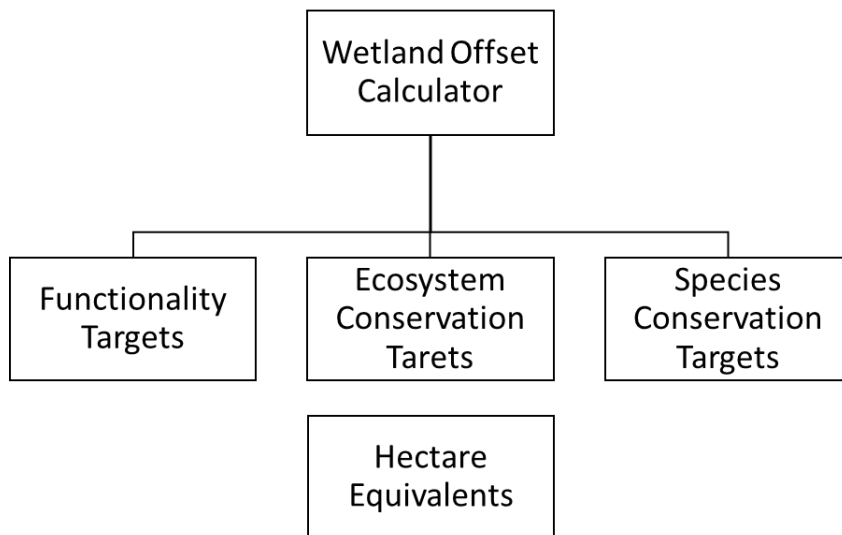 Wetland Offset
Calculator
Functionality
Targets
Ecosystem
Conservation
Tarets
Species
Conservation
Targets
Hectare
Equivalents